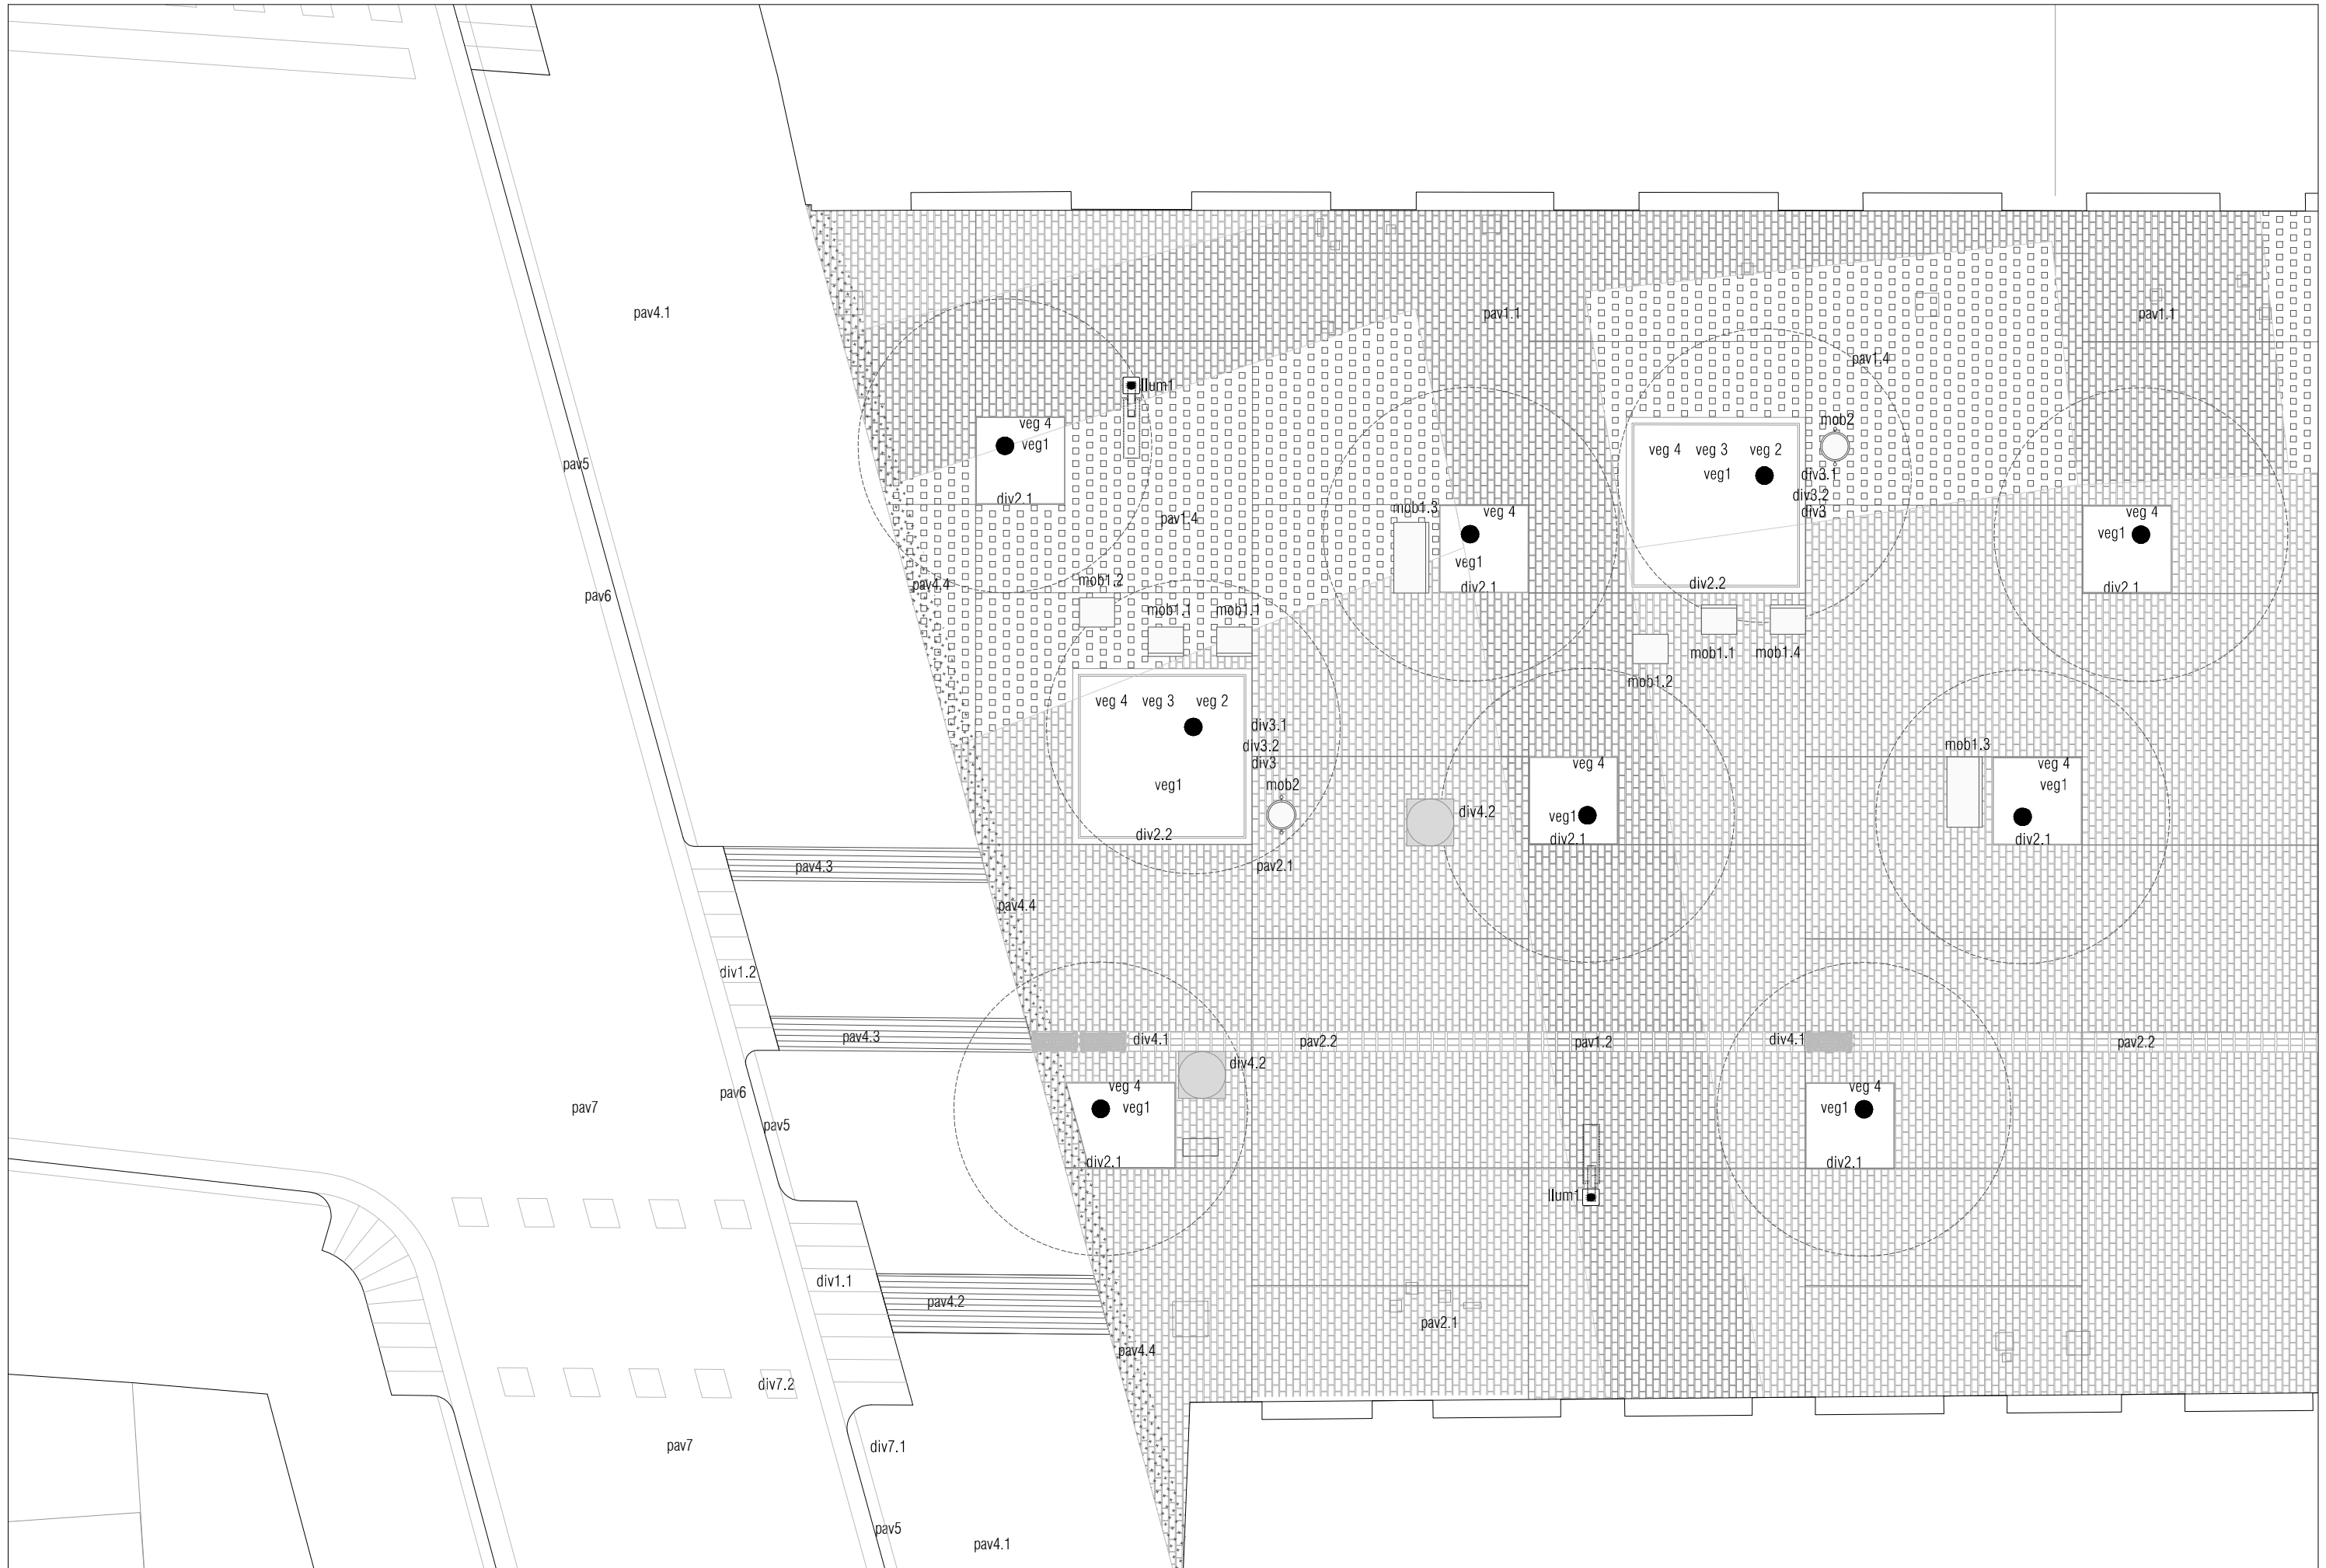 pav4.1
pav1.1
pav1.1
pav1.4
llum1
veg 4
veg1
div2.1
mob2
veg 4 veg 3 veg 2
veg1
div3.1
div3.2
div3
pav5
mob1.3
veg 4
veg1
div2.1
pav1.4
veg 4
veg1
div2.1
div2.2
pav4.4
mob1.2
pav6
mob1.1
mob1.1
mob1.1
mob1.4
mob1.2
veg 4 veg 3 veg 2
div3.1
div3.2
div3
veg1
mob2
div2.2
pav2.1
veg 4
div4.2
veg1
div2.1
mob1.3
veg 4
veg1
div2.1
pav4.3
pav4.4
div1.2
pav4.3
div4.1
pav2.2
pav1.2
div4.1
pav2.2
div4.2
veg 4
veg1
div2.1
veg 4
veg1
div2.1
pav6
pav7
pav5
llum1
div1.1
pav4.2
pav2.1
pav4.4
div7.2
pav7
div7.1
pav5
pav4.1